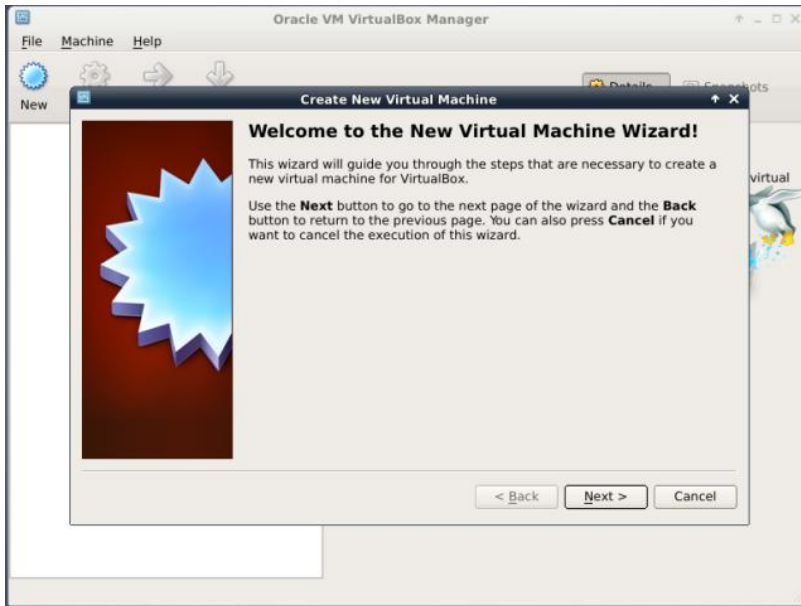 Oracle VM VirtualBox Manager
File Machine Help
New
Details
Snapshots
Create New Virtual Machine
Welcome to the New Virtual Machine Wizard!
This wizard will guide you through the steps that are necessary to create a
new virtual machine for VirtualBox.
Use the Next button to go to the next page of the wizard and the Back
button to return to the previous page. You can also press Cancel if you
want to cancel the execution of this wizard.
virtual
< Back Next > Cancel